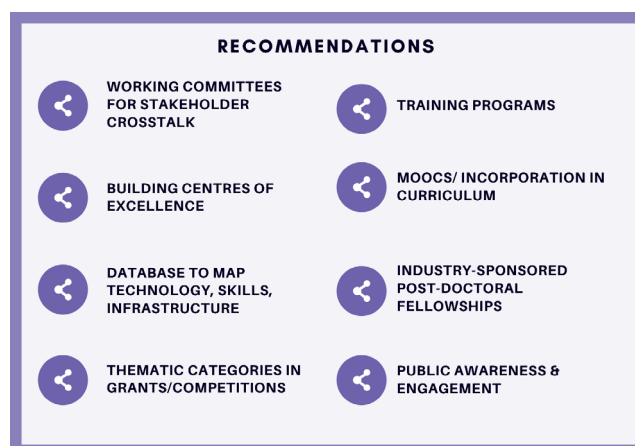 RECOMMENDATIONS
WORKING COMMITTEES
FOR STAKEHOLDER
CROSSTALK
BUILDING CENTRES OF
EXCELLENCE
DATABASE TO MAP
TECHNOLOGY, SKILLS,
INFRASTRUCTURE
THEMATIC CATEGORIES IN
GRANTS/COMPETITIONS
TRAINING PROGRAMS
MOOCS/ INCORPORATION IN
CURRICULUM
INDUSTRY-SPONSORED
POST-DOCTORAL
FELLOWSHIPS
PUBLIC AWARENESS &
ENGAGEMENT